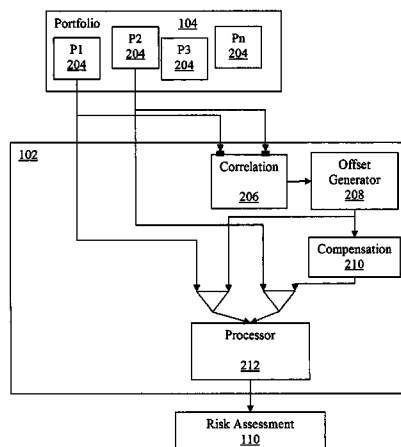 Portfolio 104
P1 P2 P3 Pn
204 204 204 204
102
Correlation
206
Offset
Generator
208
Compensation
210
Processor
212
Risk Assessment
110